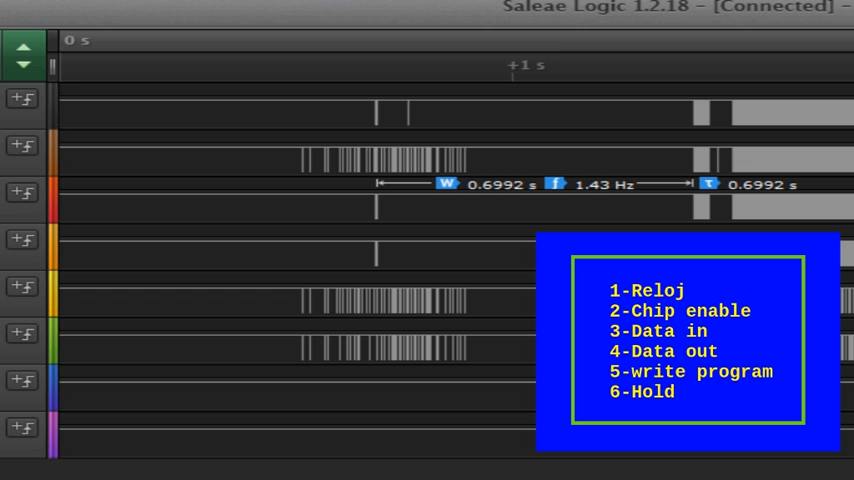 Saleae Logic 1.2.18 – [Connected] –
0 s
+1 s
W 0.6992 s f 1.43 Hz τ 0.6992 s
1-Reloj
2-Chip enable
3-Data in
4-Data out
5-write program
6-Hold